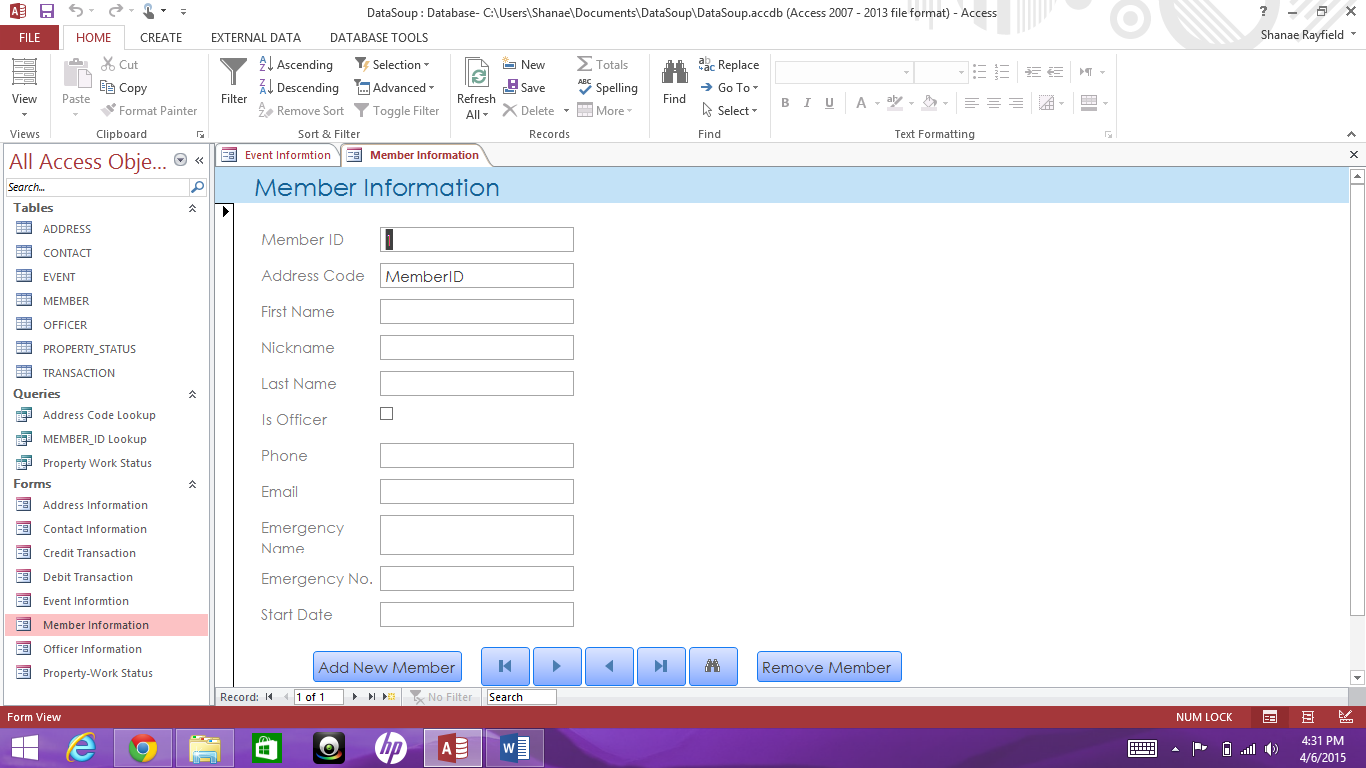 DataSoup : Database- C:\Users\Shanae\Documents\DataSoup\DataSoup.accdb (Access 2007 - 2013 file format) - Access
FILE HOME CREATE EXTERNAL DATA DATABASE TOOLS Shanae Rayfield
View
Views
Paste
Cut
Copy
Format Painter
Clipboard
Filter
Ascending
Descending
Remove Sort
Selection
Advanced
Toggle Filter
Sort & Filter
Refresh
All
New
Save
Delete
Totals
Spelling
More
Records
Find
Replace
Go To
Select
Find
B I U A
Text Formatting
All Access Obje...
Search...
Tables
ADDRESS
CONTACT
EVENT
MEMBER
OFFICER
PROPERTY_STATUS
TRANSACTION
Queries
Address Code Lookup
MEMBER_ID Lookup
Property Work Status
Forms
Address Information
Contact Information
Credit Transaction
Debit Transaction
Event Informtion
Member Information
Officer Information
Property-Work Status
Event Informtion Member Information
Member Information
Member ID 1
Address Code MemberID
First Name
Nickname
Last Name
Is Officer
Phone
Email
Emergency
Name
Emergency No.
Start Date
Add New Member Remove Member
Record: 1 of 1 No Filter Search
Form View NUM LOCK
4:31 PM
4/6/2015